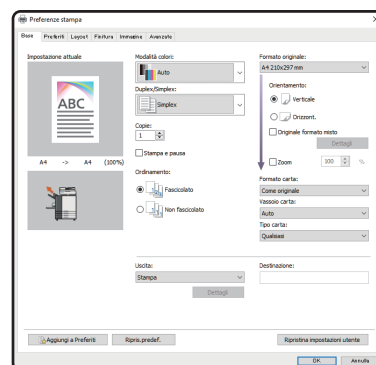 Preferenze stampa
Base Preferiti Layout Finitura Immagine Avanzate
Impostazione attuale
ABC
A4 -> A4 (100%)
Modalità colori:
Auto
Duplex/Simplex:
Simplex
Copie:
1
Stampa e pausa
Ordinamento:
Fascicolato
Non fascicolato
Formato originale:
A4 210x297 mm
Orientamento:
Verticale
Orizzont.
Originale formato misto
Dettagli
Zoom 100 %
Formato carta:
Come originale
Vassoio carta:
Auto
Tipo carta:
Qualsiasi
Uscita:
Stampa
Dettagli
Destinazione:
Aggiungi a Preferiti Ripris.predef. Ripristina impostazioni utente
OK Annulla